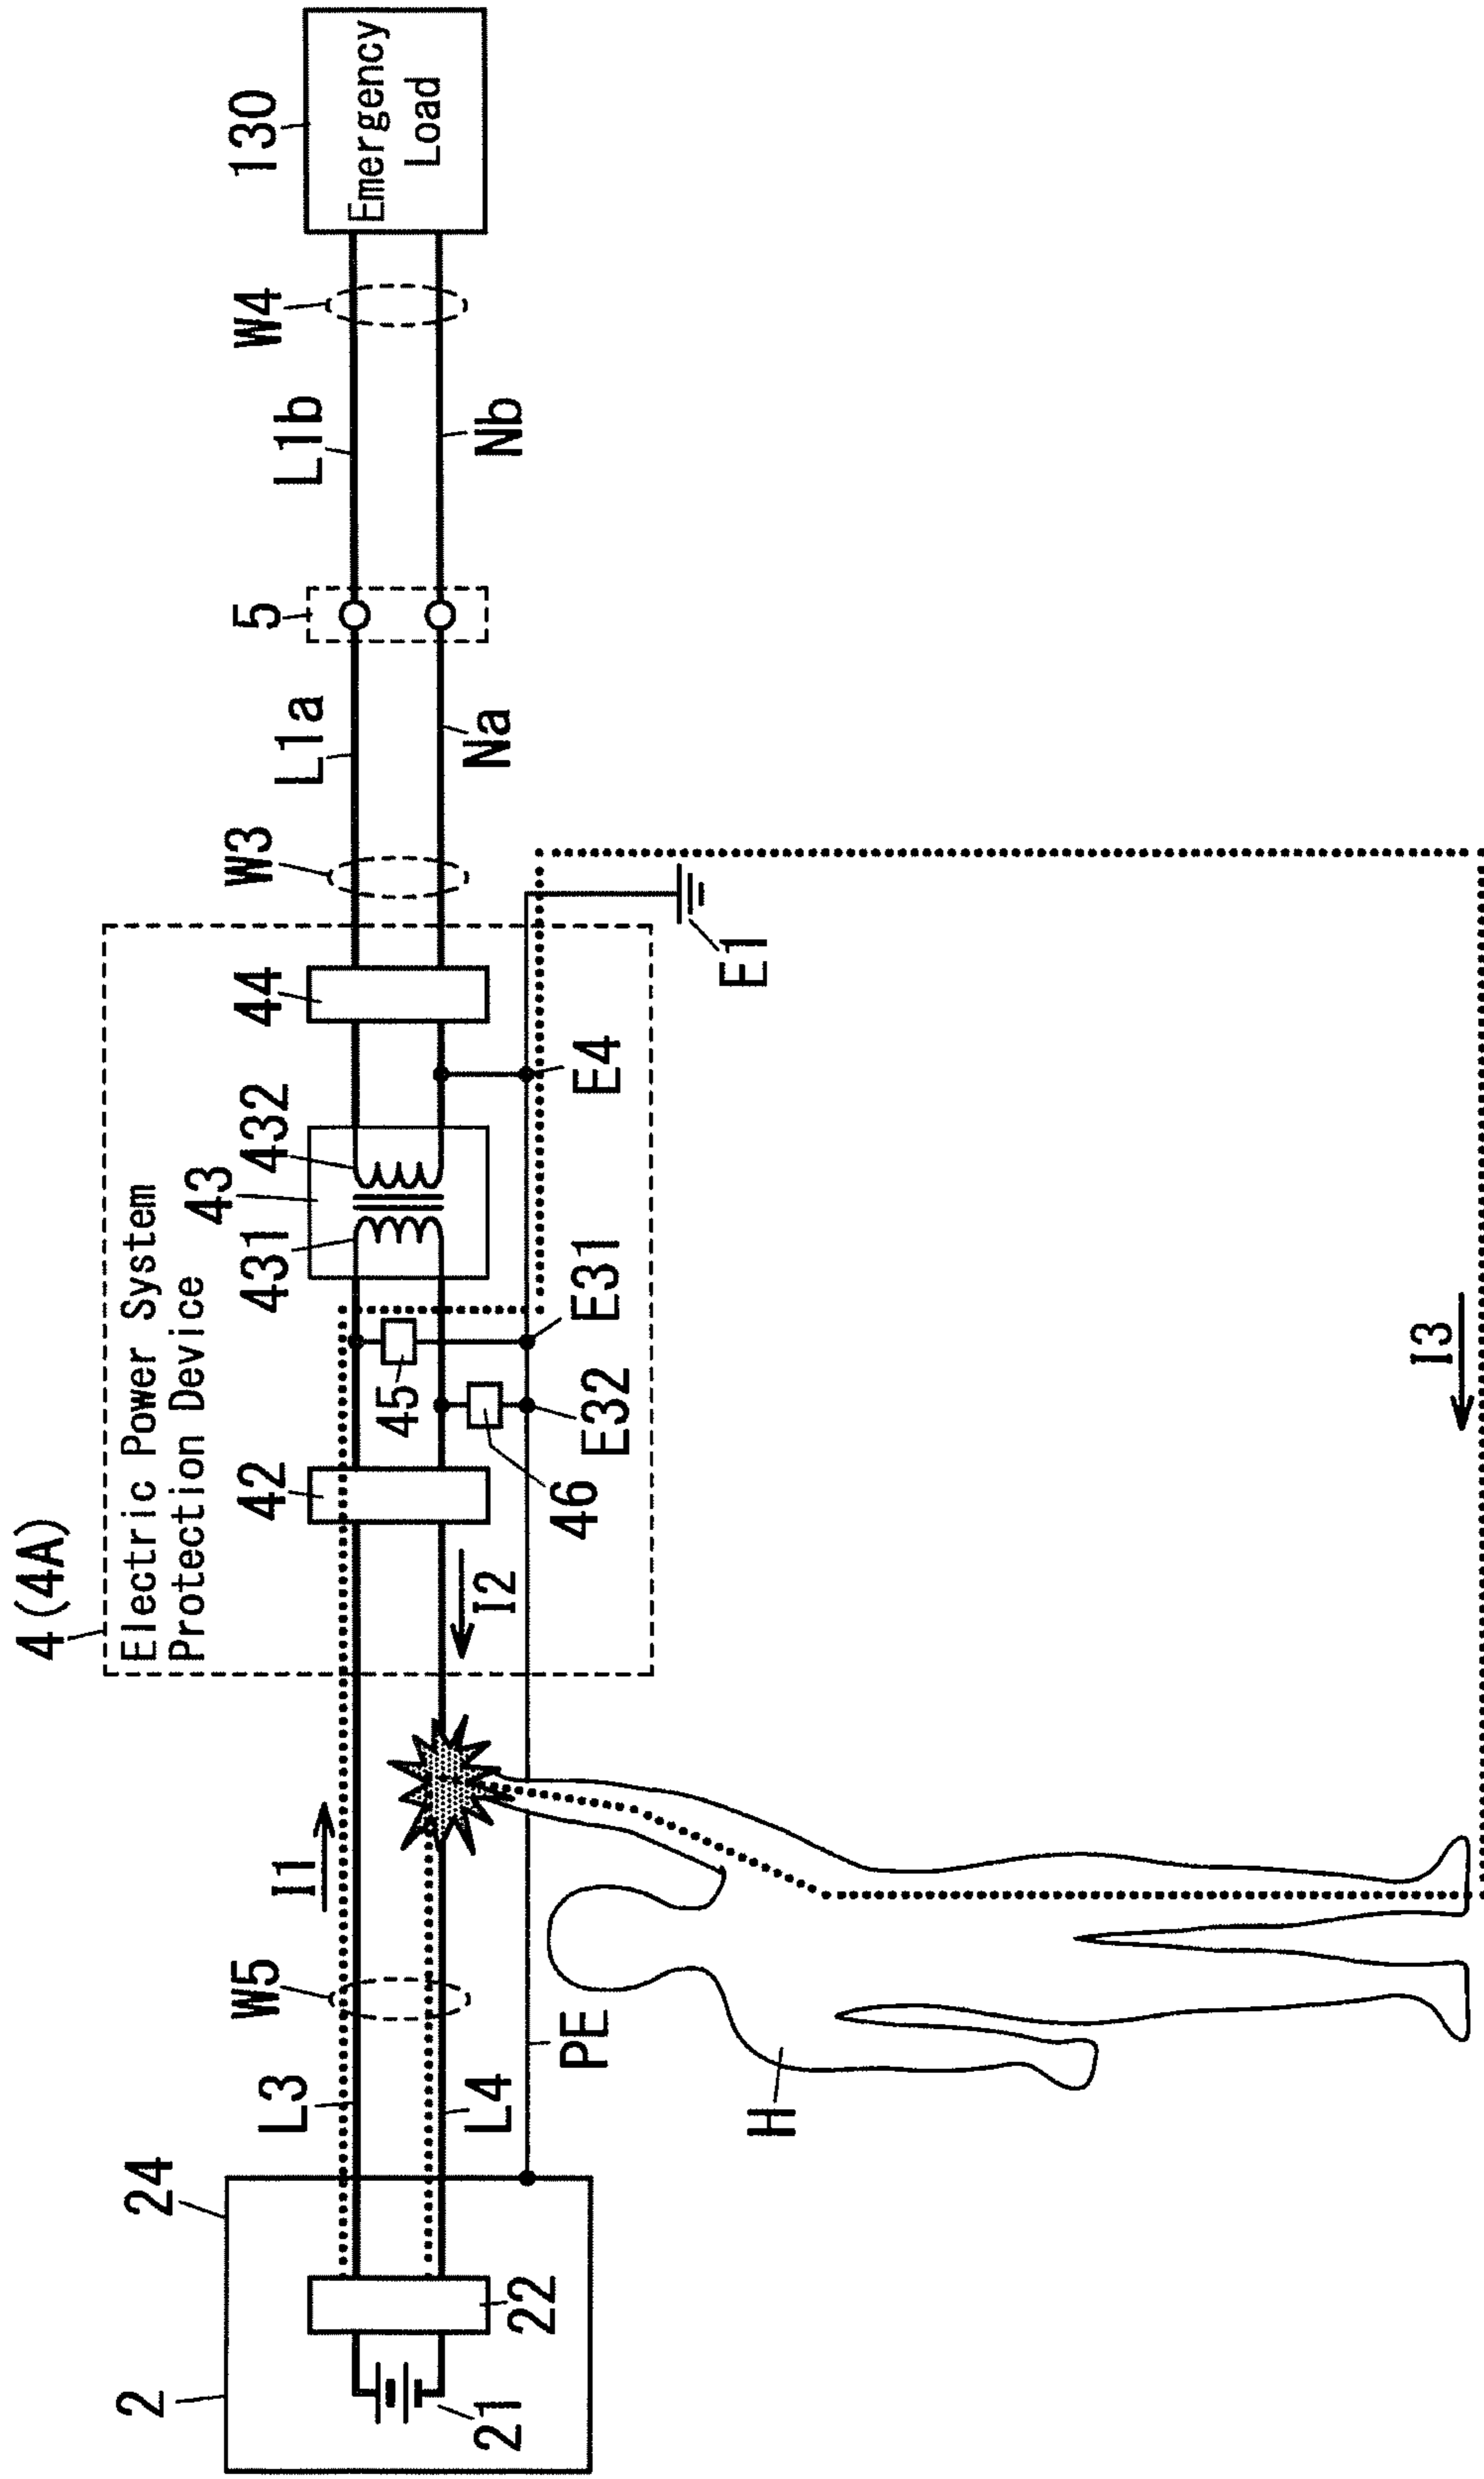 4(4A)
Electric Power System
Protection Device
2
24
L3
W5
I1
42
431
43
432
44
W3
L1a
5
L1b
W4
130
Emergency
Load
21
22
L4
PE
I2
46
45
E32
E31
E4
E1
Na
Nb
H
I3